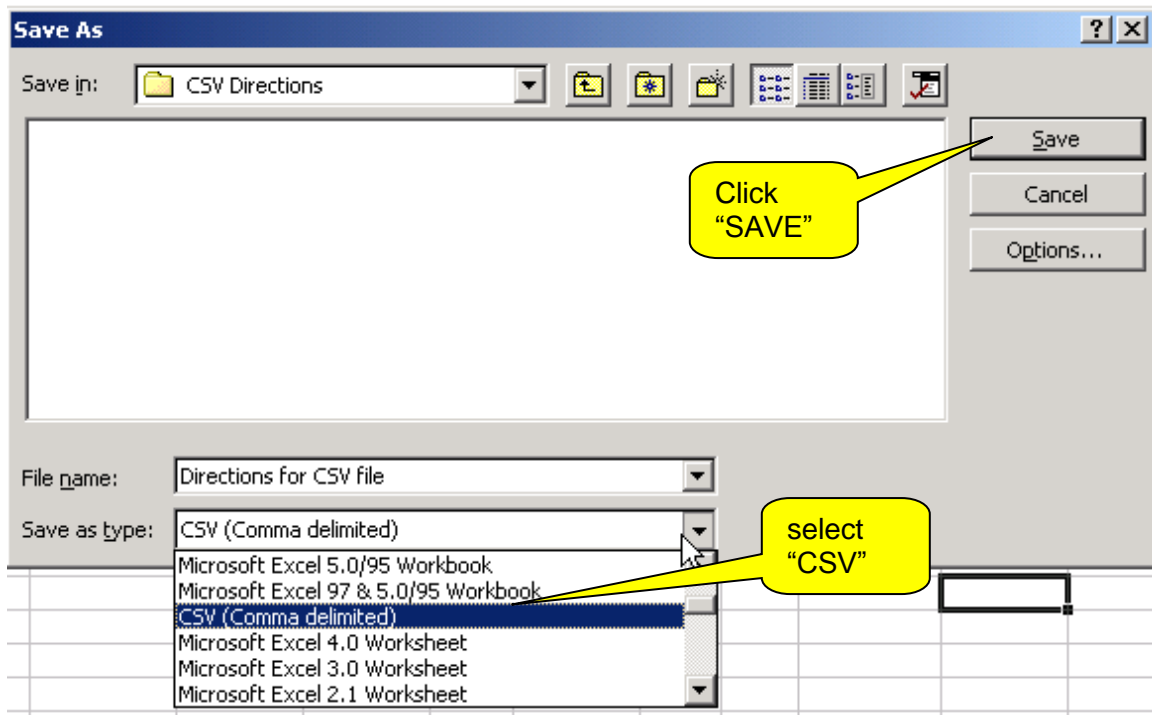 Save As
Save in: CSV Directions
Save
Click
“SAVE”
Cancel
Options...
File name: Directions for CSV file
Save as type: CSV (Comma delimited)
select
“CSV”
Microsoft Excel 5.0/95 Workbook
Microsoft Excel 97 & 5.0/95 Workbook
CSV (Comma delimited)
Microsoft Excel 4.0 Worksheet
Microsoft Excel 3.0 Worksheet
Microsoft Excel 2.1 Worksheet